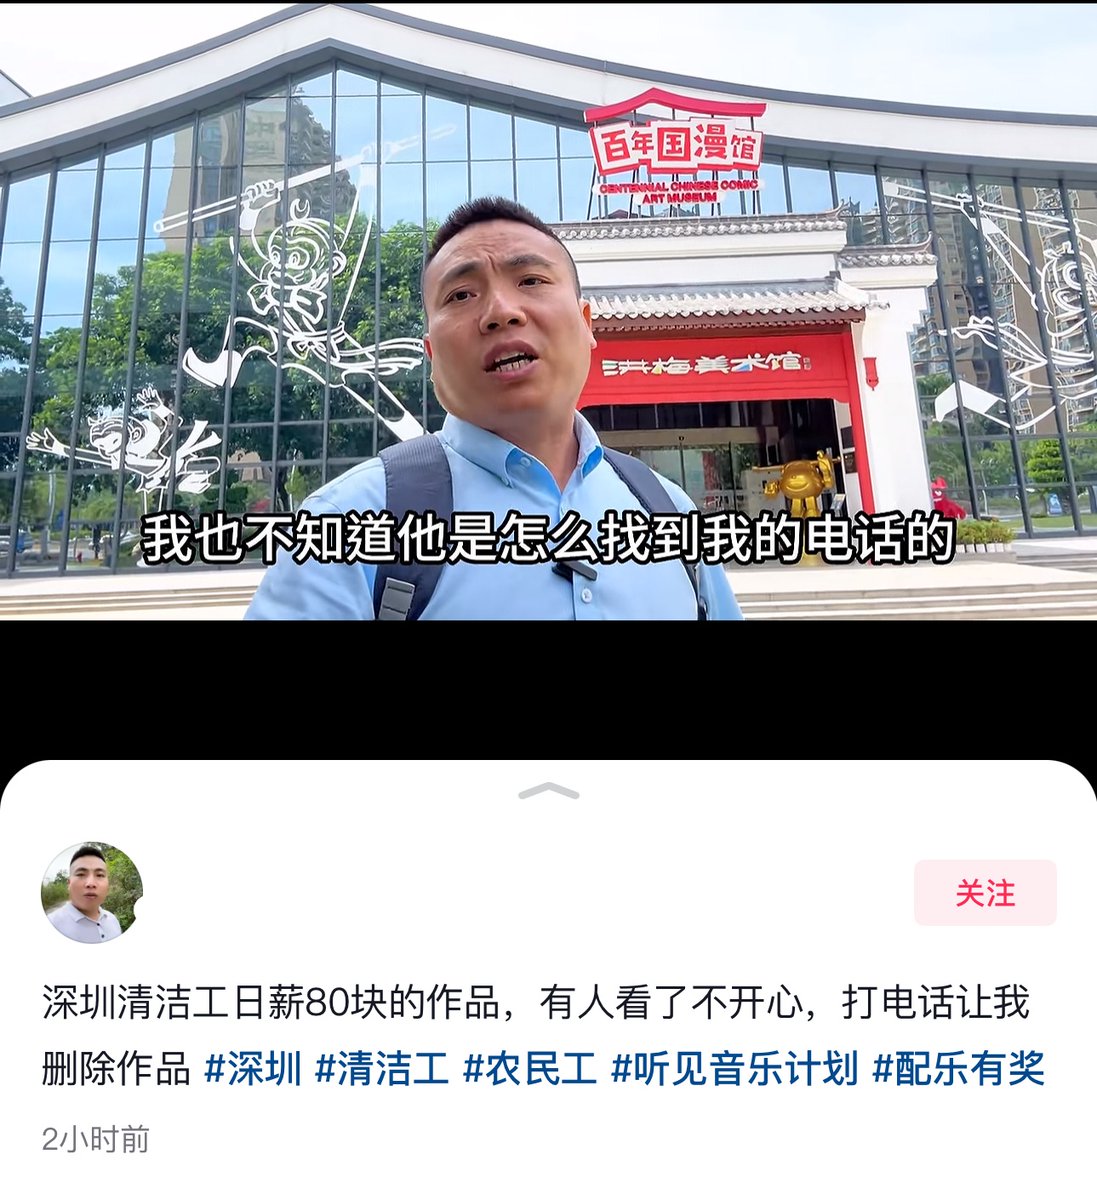 百年国漫馆
CENTENNIAL CHINESE COMIC
ART MUSEUM
洪梅美术馆
我也不知道他是怎么找到我的电话的
关注
深圳清洁工日薪80块的作品，有人看了不开心，打电话让我
删除作品 #深圳 #清洁工 #农民工 #听见音乐计划 #配乐有奖
2小时前